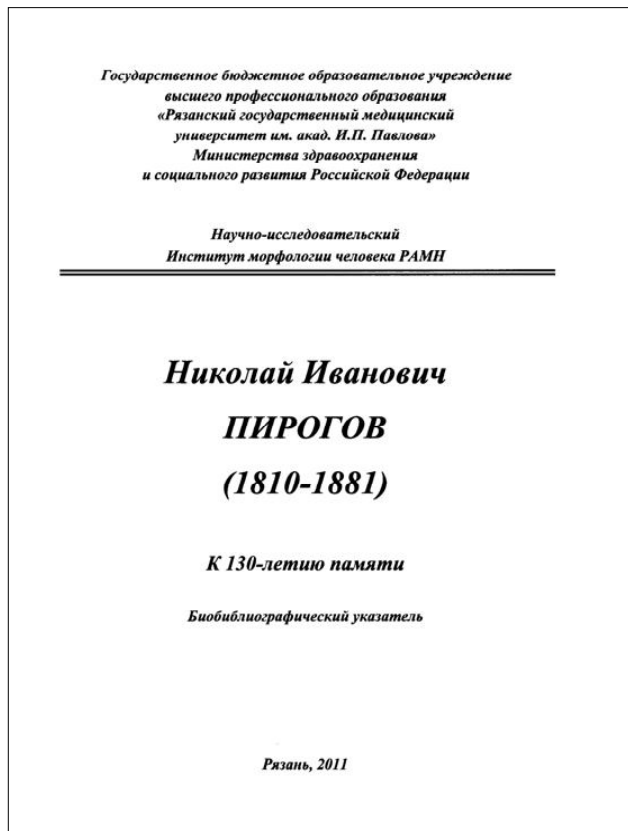 Государственное бюджетное образовательное учреждение
высшего профессионального образования
«Рязанский государственный медицинский
университет им. акад. И.П. Павлова»
Министерства здравоохранения
и социального развития Российской Федерации
Научно-исследовательский
Институт морфологии человека РАМН
Николай Иванович
ПИРОГОВ
(1810-1881)
К 130-летию памяти
Биобиблиографический указатель
Рязань, 2011